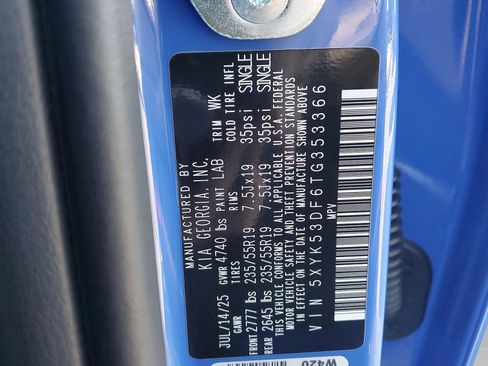 MANUFACTURED BY
KIA GEORGIA, INC.
JUL/14/25 GVWR 4740 lbs PAINT LAB TRIM WK
GAWR TIRES RIMS COLD TIRE INFL
FRONT 2777 lbs 235/55R19 7.5Jx19 35psi SINGLE
REAR 2645 lbs 235/55R19 7.5Jx19 35psi SINGLE
THIS VEHICLE CONFORMS TO ALL APPLICABLE U.S.A. FEDERAL
MOTOR VEHICLE SAFETY & THEFT PREVENTION STANDARDS
IN EFFECT ON THE DATE OF MANUFACTURE SHOWN ABOVE.
VIN 5XYK53DF6TG353366
MPV
W420